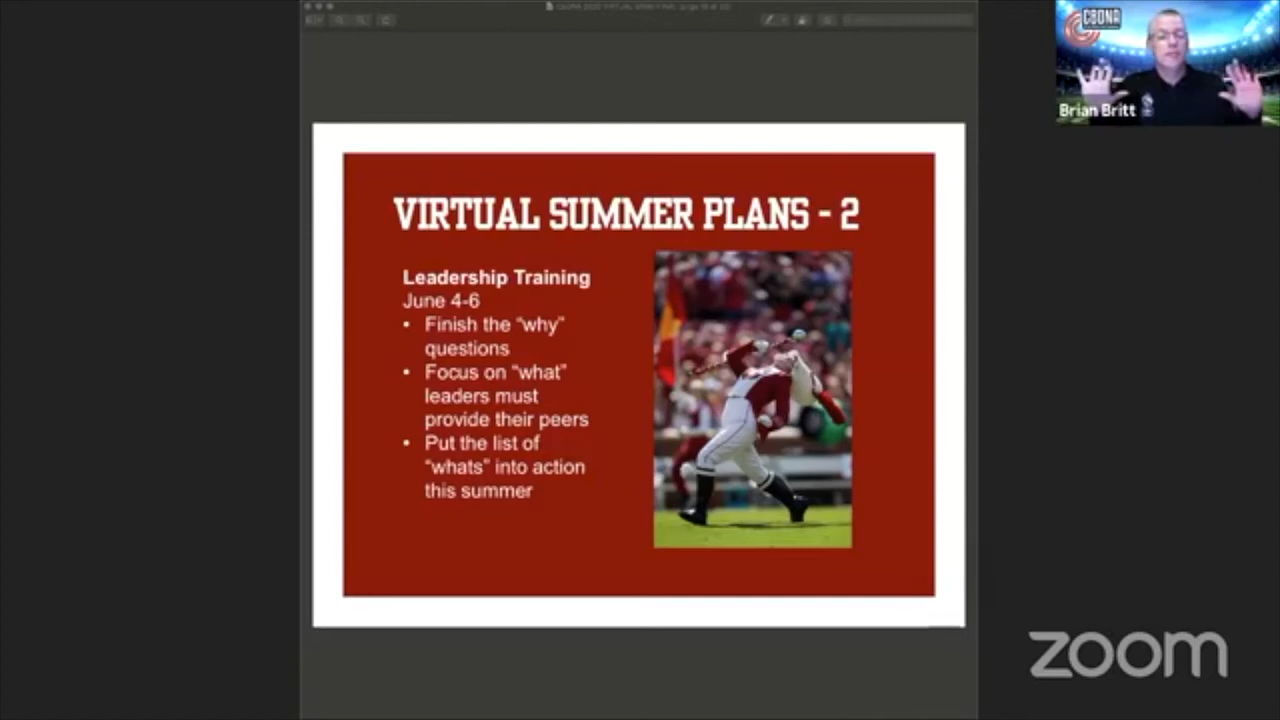 CBDNA
Brian Britt
VIRTUAL SUMMER PLANS - 2
Leadership Training
June 4-6
• Finish the “why”
questions
• Focus on “what”
leaders must
provide their peers
• Put the list of
“whats” into action
this summer
zoom